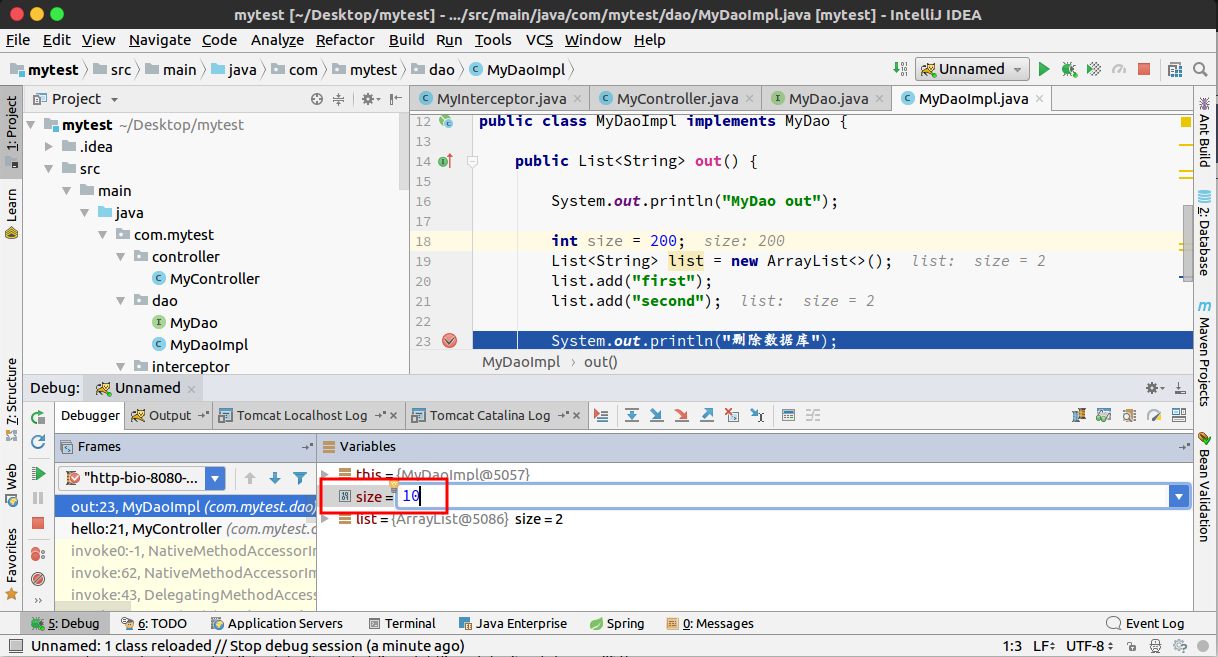 mytest [~/Desktop/mytest] - .../src/main/java/com/mytest/dao/MyDaoImpl.java [mytest] - IntelliJ IDEA
File Edit View Navigate Code Analyze Refactor Build Run Tools VCS Window Help
mytest src main java com mytest dao MyDaoImpl Unnamed
1: Project
Learn
7: Structure
Web
Favorites
Project
mytest ~/Desktop/mytest
.idea
src
main
java
com.mytest
controller
MyController
dao
MyDao
MyDaoImpl
interceptor
MyInterceptor.java MyController.java MyDao.java MyDaoImpl.java
12 public class MyDaoImpl implements MyDao {
13
14 public List<String> out() {
15
16 System.out.println("MyDao out");
17
18 int size = 200; size: 200
19 List<String> list = new ArrayList<>(); list: size = 2
20 list.add("first");
21 list.add("second"); list: size = 2
22
23 System.out.println("删除数据库");
MyDaoImpl › out()
Ant Build
2: Database
Maven Projects
Bean Validation
Debug: Unnamed
Debugger Output Tomcat Localhost Log Tomcat Catalina Log
Frames
"http-bio-8080-...
out:23, MyDaoImpl (com.mytest.dao)
hello:21, MyController (com.mytest.c
invoke0:-1, NativeMethodAccessorIm
invoke:62, NativeMethodAccessorIm
invoke:43, DelegatingMethodAccess
Variables
this = {MyDaoImpl@5057}
size = 10
list = {ArrayList@5086} size = 2
5: Debug 6: TODO Application Servers Terminal Java Enterprise Spring 0: Messages Event Log
Unnamed: 1 class reloaded // Stop debug session (a minute ago) 1:3 LF÷ UTF-8÷